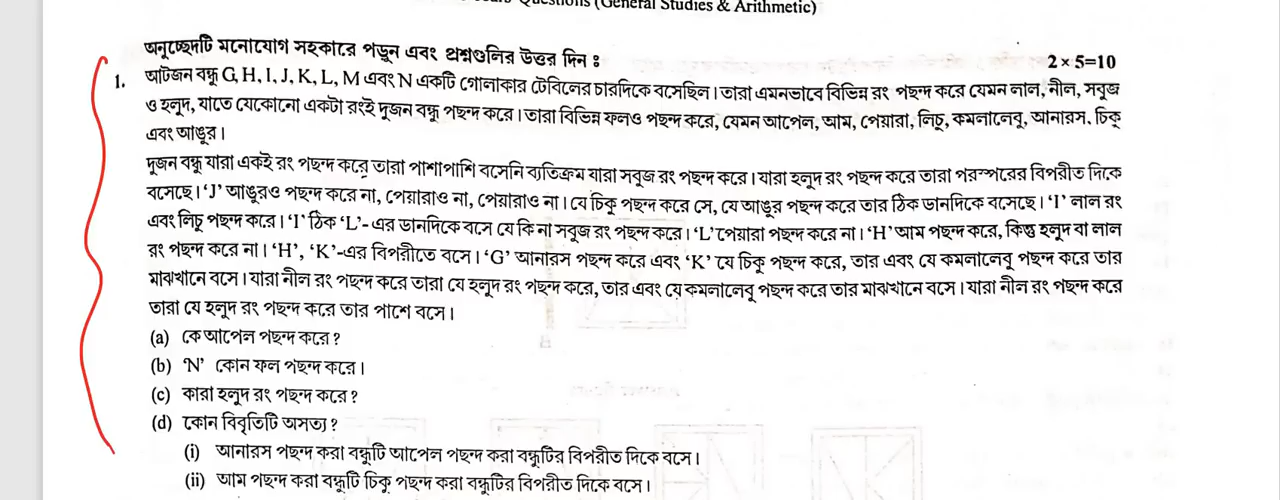 Questions (General Studies & Arithmetic)
অনুচ্ছেদটি মনোযোগ সহকারে পড়ুন এবং প্রশ্নগুলির উত্তর দিন ঃ 2 × 5=10
1. আটজন বন্ধু G, H, I, J, K, L, M এবং N একটি গোলাকার টেবিলের চারদিকে বসেছিল। তারা এমনভাবে বিভিন্ন রং পছন্দ করে যেমন লাল, নীল, সবুজ
ও হলুদ, যাতে যেকোনো একটা রংই দুজন বন্ধু পছন্দ করে। তারা বিভিন্ন ফলও পছন্দ করে, যেমন আপেল, আম, পেয়ারা, লিচু, কমলালেবু, আনারস, চিকু
এবং আঙুর।
দুজন বন্ধু যারা একই রং পছন্দ করে তারা পাশাপাশি বসেনি ব্যতিক্রম যারা সবুজ রং পছন্দ করে। যারা হলুদ রং পছন্দ করে তারা পরস্পরের বিপরীত দিকে
বসেছে। ‘J’ আঙুরও পছন্দ করে না, পেয়ারাও না, পেয়ারাও না। যে চিকু পছন্দ করে সে, যে আঙুর পছন্দ করে তার ঠিক ডানদিকে বসেছে। ‘I’ লাল রং
এবং লিচু পছন্দ করে। ‘I’ ঠিক ‘L’- এর ডানদিকে বসে যে কি না সবুজ রং পছন্দ করে। ‘L’ পেয়ারা পছন্দ করে না। ‘H’ আম পছন্দ করে, কিন্তু হলুদ বা লাল
রং পছন্দ করে না। ‘H’, ‘K’-এর বিপরীতে বসে। ‘G’ আনারস পছন্দ করে এবং ‘K’ যে চিকু পছন্দ করে, তার এবং যে কমলালেবু পছন্দ করে তার
মাঝখানে বসে। যারা নীল রং পছন্দ করে তারা যে হলুদ রং পছন্দ করে, তার এবং যে কমলালেবু পছন্দ করে তার মাঝখানে বসে। যারা নীল রং পছন্দ করে
তারা যে হলুদ রং পছন্দ করে তার পাশে বসে।
(a) কে আপেল পছন্দ করে?
(b) ‘N’ কোন ফল পছন্দ করে।
(c) কারা হলুদ রং পছন্দ করে?
(d) কোন বিবৃতিটি অসত্য?
(i) আনারস পছন্দ করা বন্ধুটি আপেল পছন্দ করা বন্ধুটির বিপরীত দিকে বসে।
(ii) আম পছন্দ করা বন্ধুটি চিকু পছন্দ করা বন্ধুটির বিপরীত দিকে বসে।